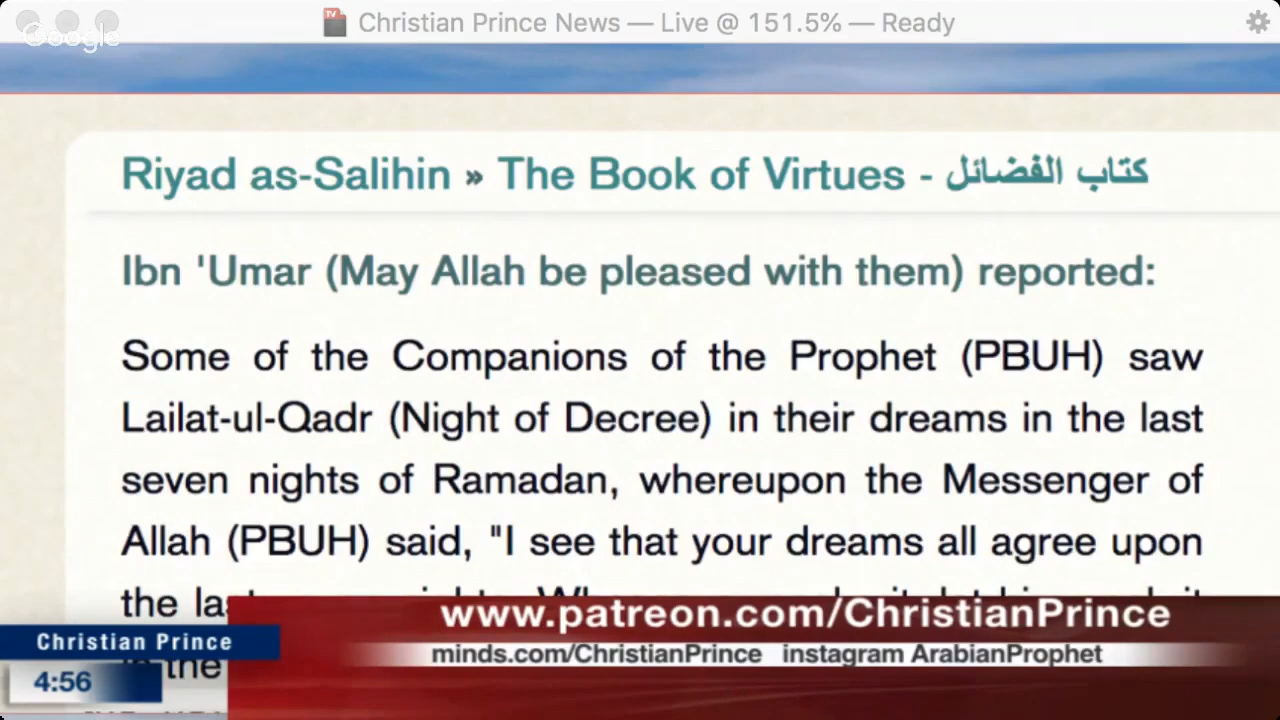 Christian Prince News — Live @ 151.5% — Ready
Google
Riyad as-Salihin » The Book of Virtues - كتاب الفضائل
Ibn 'Umar (May Allah be pleased with them) reported:
Some of the Companions of the Prophet (PBUH) saw
Lailat-ul-Qadr (Night of Decree) in their dreams in the last
seven nights of Ramadan, whereupon the Messenger of
Allah (PBUH) said, "I see that your dreams all agree upon
the
www.patreon.com/ChristianPrince
Christian Prince
minds.com/ChristianPrince instagram ArabianProphet
the
4:56